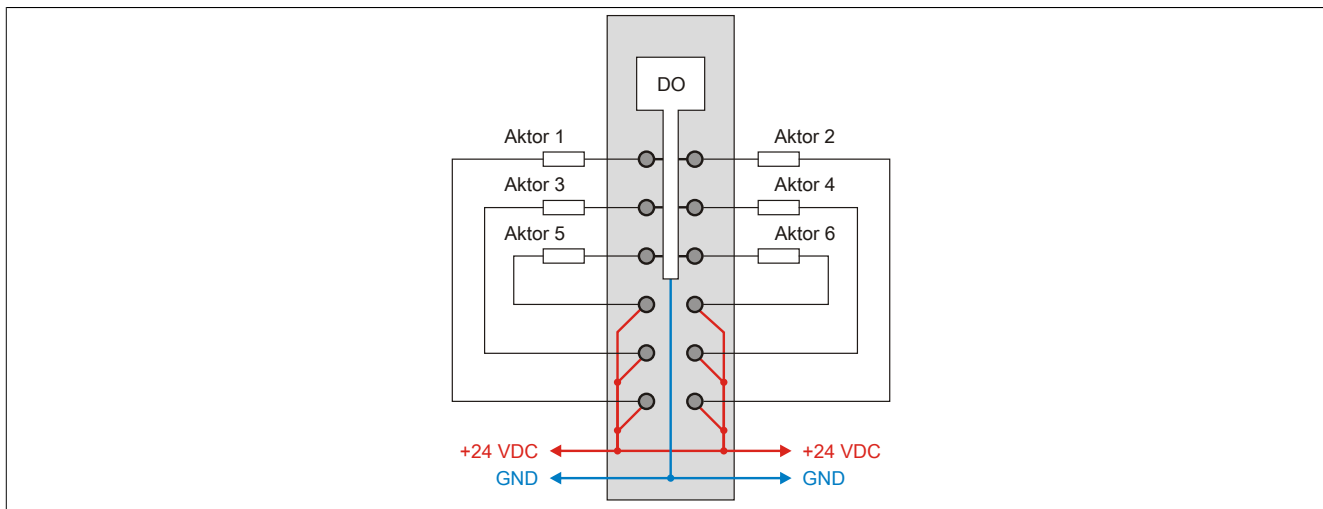 DO
Aktor 1
Aktor 2
Aktor 3
Aktor 4
Aktor 5
Aktor 6
+24 VDC
+24 VDC
GND
GND